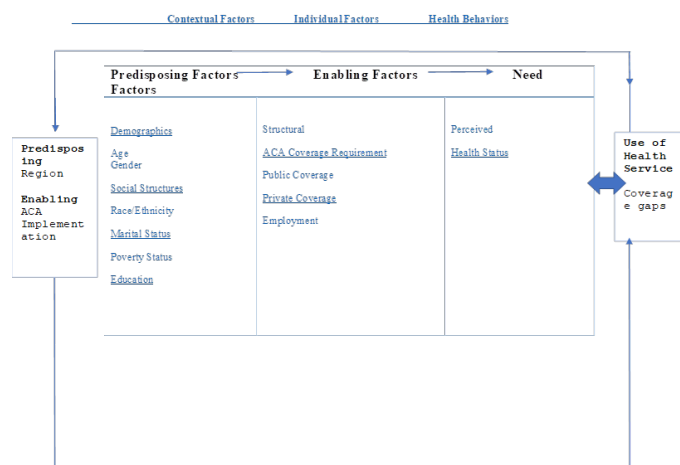 Contextual Factors Individual Factors Health Behaviors
Predisposing Factors Enabling Factors Need
Factors
Predispos
ing
Region
Enabling
ACA
Implement
ation
Demographics
Age
Gender
Social Structures
Race/Ethnicity
Marital Status
Poverty Status
Education
Structural
ACA Coverage Requirement
Public Coverage
Private Coverage
Employment
Perceived
Health Status
Use of
Health
Service
Coverag
e gaps